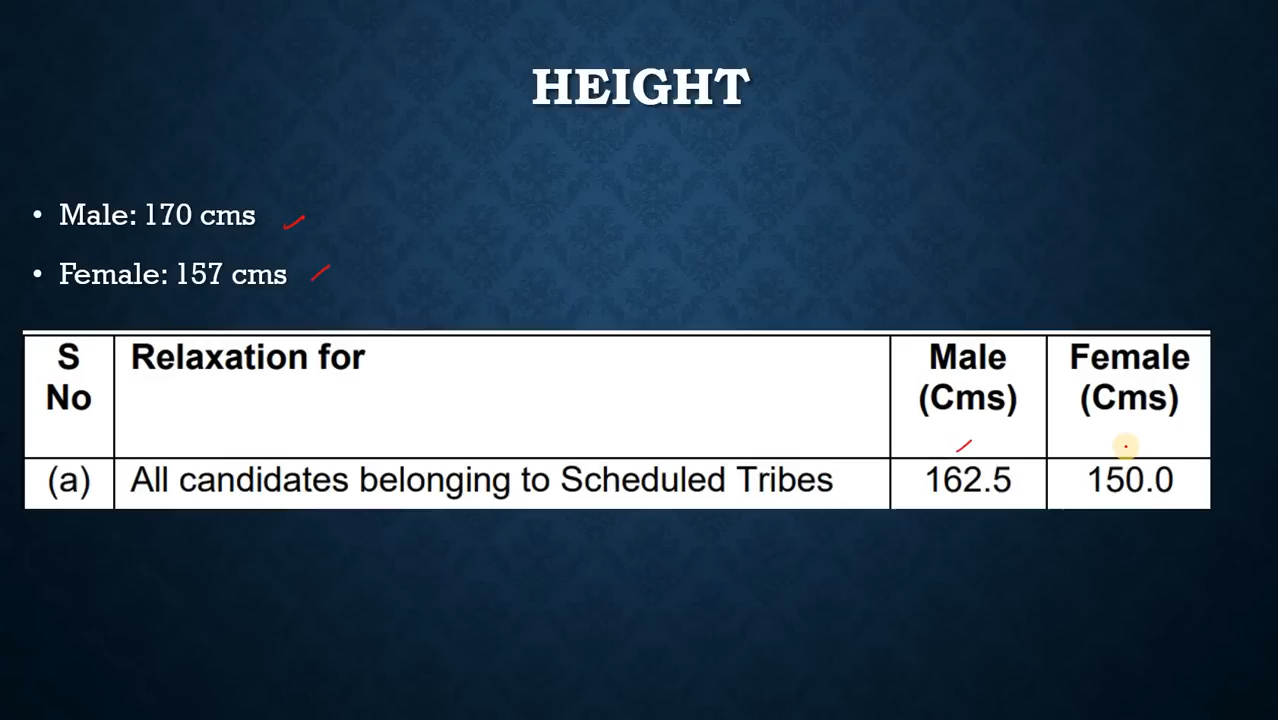 HEIGHT
• Male: 170 cms
• Female: 157 cms
S No Relaxation for Male (Cms) Female (Cms)
(a) All candidates belonging to Scheduled Tribes 162.5 150.0